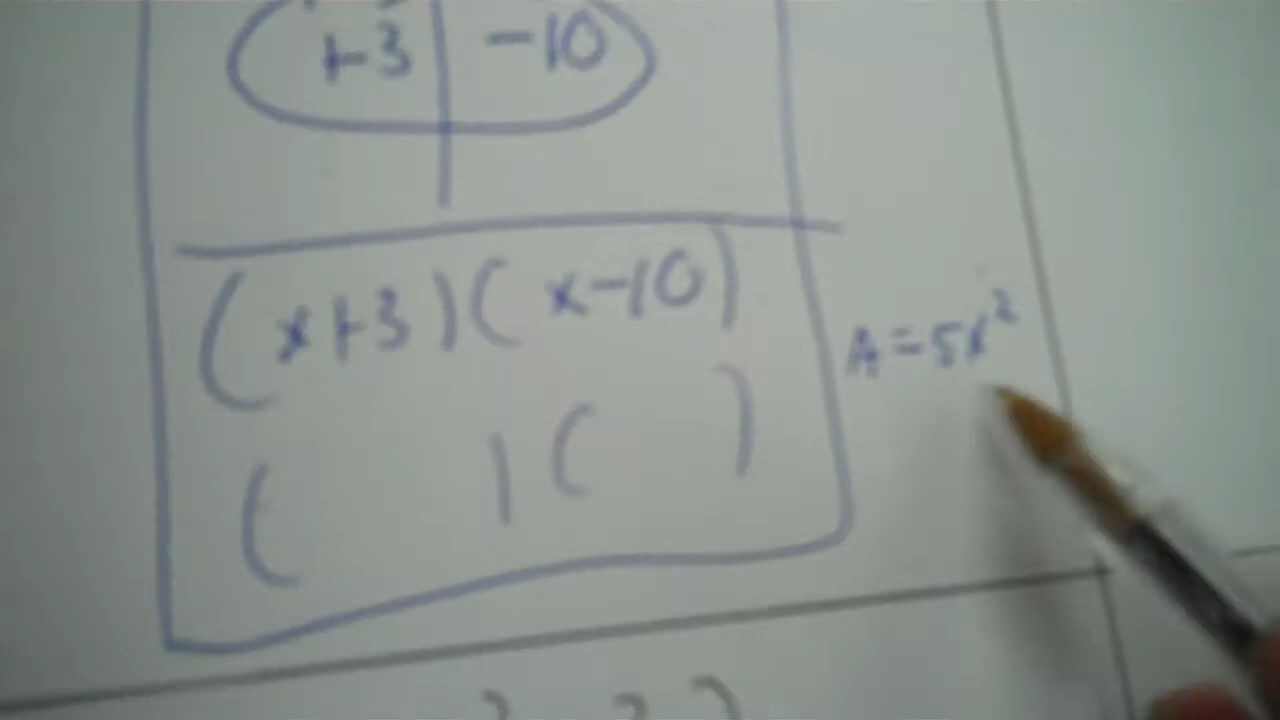 +3 -10
(x+3)(x-10)
A=5x²
( )( )